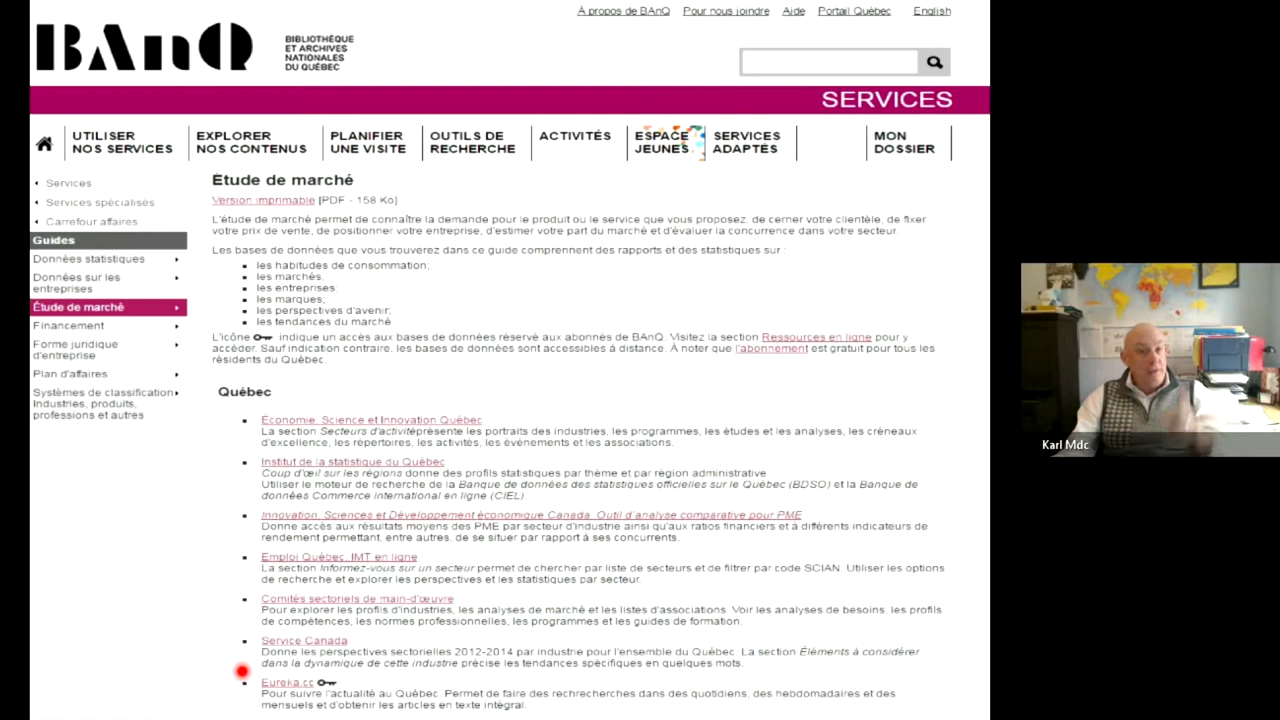 À propos de BAnQ Pour nous joindre Aide Portail Québec English
BAnQ
BIBLIOTHÈQUE
ET ARCHIVES
NATIONALES
DU QUÉBEC
SERVICES
UTILISER
NOS SERVICES
EXPLORER
NOS CONTENUS
PLANIFIER
UNE VISITE
OUTILS DE
RECHERCHE
ACTIVITÉS
ESPACE
JEUNES
SERVICES
ADAPTÉS
MON
DOSSIER
Services
Services spécialisés
Carrefour affaires
Guides
Données statistiques
Données sur les
entreprises
Étude de marché
Financement
Forme juridique
d'entreprise
Plan d'affaires
Systèmes de classification
Industries, produits,
professions et autres
Étude de marché
Version imprimable [PDF - 158 Ko]
L'étude de marché permet de connaître la demande pour le produit ou le service que vous proposez, de cerner votre clientèle, de fixer
votre prix de vente, de positionner votre entreprise, d'estimer votre part du marché et d'évaluer la concurrence dans votre secteur.
Les bases de données que vous trouverez dans ce guide comprennent des rapports et des statistiques sur :
les habitudes de consommation;
les marchés;
les entreprises;
les marques;
les perspectives d'avenir;
les tendances du marché
L'icône indique un accès aux bases de données réservé aux abonnés de BAnQ. Visitez la section Ressources en ligne pour y
accéder. Sauf indication contraire, les bases de données sont accessibles à distance. À noter que l'abonnement est gratuit pour tous les
résidents du Québec.
Québec
Économie, Science et Innovation Québec
La section Secteurs d'activité présente les portraits des industries, les programmes, les études et les analyses, les créneaux
d'excellence, les répertoires, les activités, les évènements et les associations.
Institut de la statistique du Québec
Coup d'œil sur les régions donne des profils statistiques par thème et par région administrative.
Utiliser le moteur de recherche de la Banque de données des statistiques officielles sur le Québec (BDSO) et la Banque de
données Commerce international en ligne (CIEL).
Innovation, Sciences et Développement économique Canada. Outil d'analyse comparative pour PME
Donne accès aux résultats moyens des PME par secteur d'industrie ainsi qu'aux ratios financiers et à différents indicateurs de
rendement permettant, entre autres, de se situer par rapport à ses concurrents.
Emploi Québec, IMT en ligne
La section Informez-vous sur un secteur permet de chercher par liste de secteurs et de filtrer par code SCIAN. Utiliser les options
de recherche et explorer les perspectives et les statistiques par secteur.
Comités sectoriels de main-d'œuvre
Pour explorer les profils d'industries, les analyses de marché et les listes d'associations. Voir les analyses de besoins, les profils
de compétences, les normes professionnelles, les programmes et les guides de formation.
Service Canada
Donne les perspectives sectorielles 2012-2014 par industrie pour l'ensemble du Québec. La section Éléments à considérer
dans la dynamique de cette industrie précise les tendances spécifiques en quelques mots.
Eureka.cc
Pour suivre l'actualité au Québec. Permet de faire des rechrecherches dans des quotidiens, des hebdomadaires et des
mensuels et d'obtenir les articles en texte intégral.
Karl Mdc